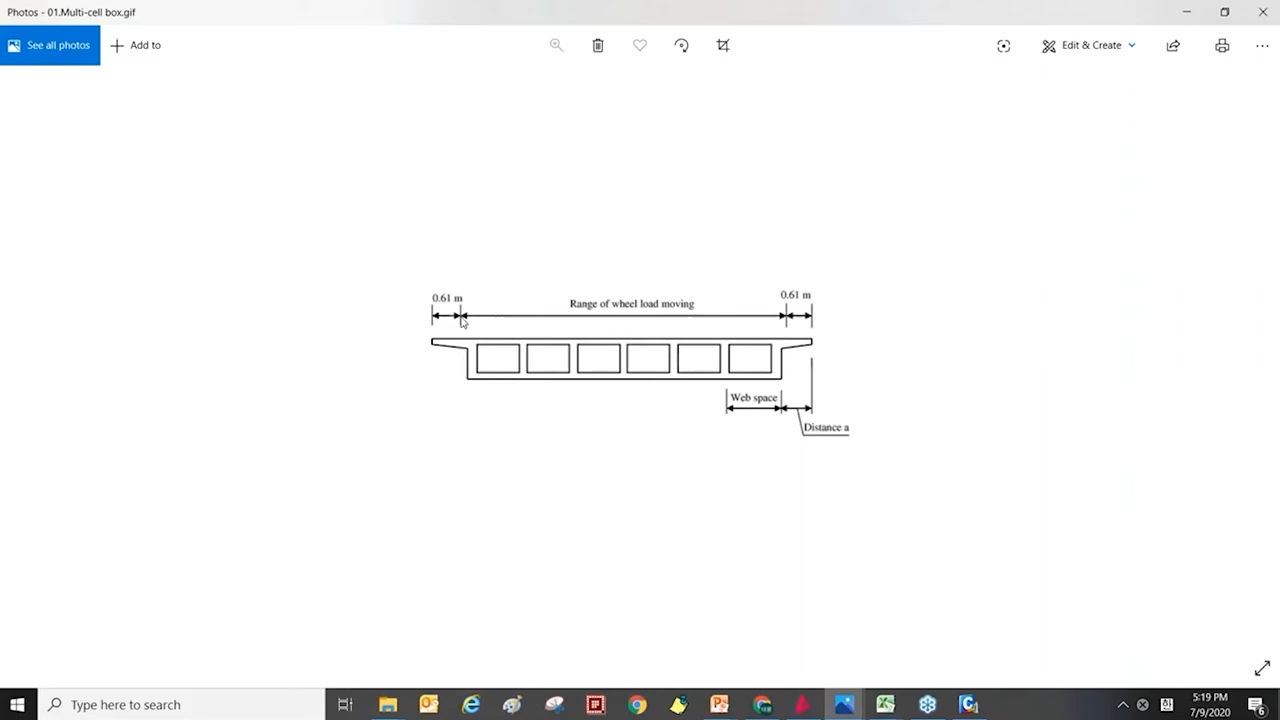 Photos - 01.Multi-cell box.gif
See all photos
Add to
Edit & Create
0.61 m
Range of wheel load moving
0.61 m
Web space
Distance a
Type here to search
5:19 PM
7/9/2020